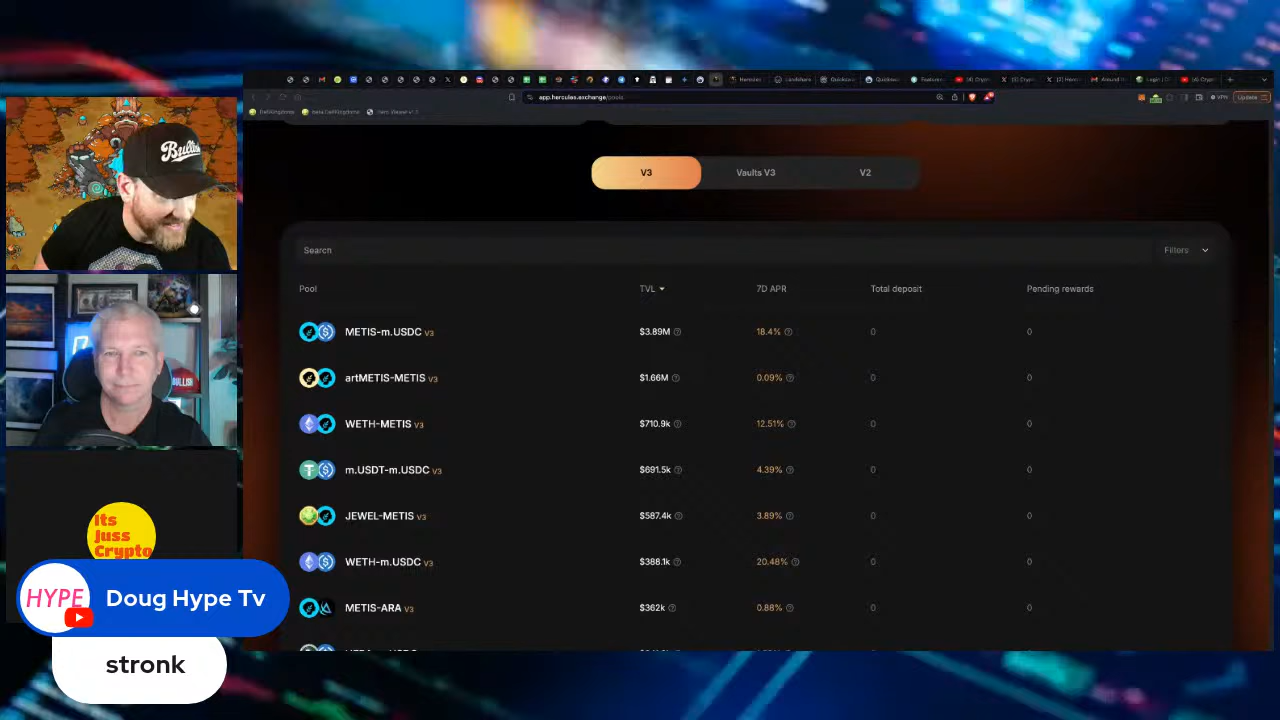 app.hercules.exchange/pools
VPN
Update
V3
Vaults V3
V2
Search
Filters
Pool
TVL
7D APR
Total deposit
Pending rewards
METIS-m.USDC V3
$3.89M
18.4%
0
0
artMETIS-METIS V3
$1.66M
0.09%
0
0
WETH-METIS V3
$710.9k
12.51%
0
0
m.USDT-m.USDC V3
$691.5k
4.39%
0
0
JEWEL-METIS V3
$587.4k
3.89%
0
0
WETH-m.USDC V3
$388.1k
20.48%
0
0
METIS-ARA V3
$362k
0.88%
0
0
Bullish
BULLISH
Its
Juss
Crypto
HYPE
Doug Hype Tv
stronk